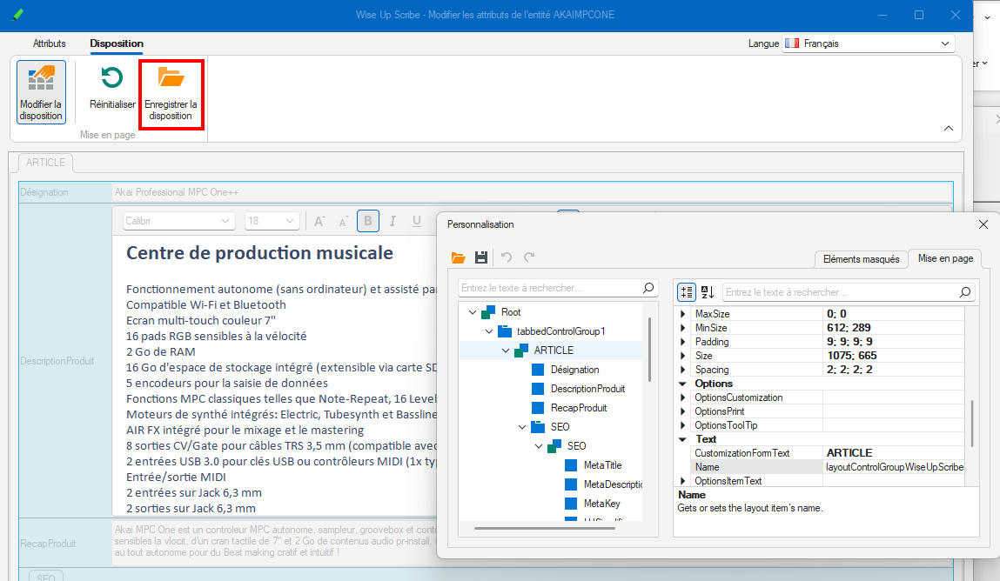 Wise Up Scribe - Modifier les attributs de l'entité AKAIMPCONE
Attributs
Disposition
Langue
Français
Modifier la
disposition
Réinitialiser
Enregistrer la
disposition
Mise en page
ARTICLE
Désignation
Akai Professional MPC One++
DescriptionProduit
Calibri
18
B
I
U
Centre de production musicale
Fonctionnement autonome (sans ordinateur) et assisté pa
Compatible Wi-Fi et Bluetooth
Ecran multi-touch couleur 7"
16 pads RGB sensibles à la vélocité
2 Go de RAM
16 Go d'espace de stockage intégré (extensible via carte SD
5 encodeurs pour la saisie de données
Fonctions MPC classiques telles que Note-Repeat, 16 Level
Moteurs de synthé intégrés: Electric, Tubesynth et Bassline
AIR FX intégré pour le mixage et le mastering
8 sorties CV/Gate pour câbles TRS 3,5 mm (compatible avec
2 entrées USB 3.0 pour clés USB ou contrôleurs MIDI (1x ty
Entrée/sortie MIDI
2 entrées sur Jack 6,3 mm
2 sorties sur Jack 6,3 mm
RecapProduit
Akai MPC One est un controleur MPC autonome, sampleur, groovebox et cont
sensibles la vlocit, d'un cran tactile de 7" et 2 Go de contenus audio pr-install.
au tout autonome pour du Beat making cratif et intuitif !
SEO
Personnalisation
Eléments masqués
Mise en page
Entrez le texte à rechercher...
Root
tabbedControlGroup1
ARTICLE
Désignation
DescriptionProduit
RecapProduit
SEO
SEO
MetaTitle
MetaDescriptio
MetaKey
Entrez le texte à rechercher...
MaxSize 0; 0
MinSize 612; 289
Padding 9; 9; 9; 9
Size 1075; 665
Spacing 2; 2; 2; 2
Options
OptionsCustomization
OptionsPrint
OptionsToolTip
Text
CustomizationFormText ARTICLE
Name layoutControlGroupWiseUpScribe
OptionsItemText
Name
Gets or sets the layout item's name.
er